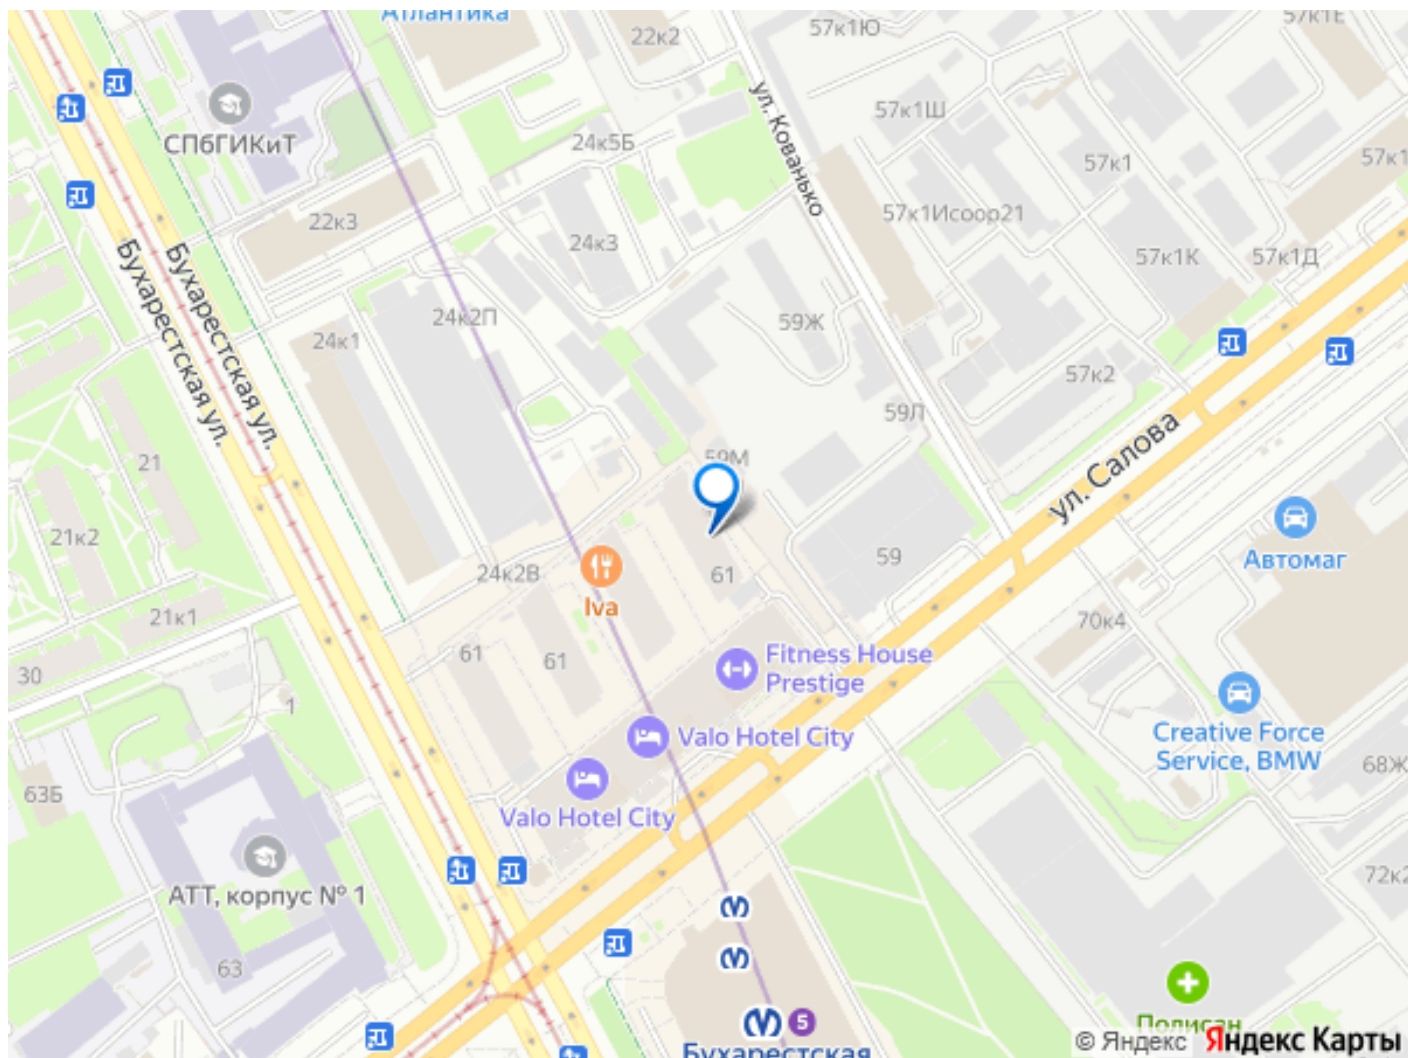 Атлантика
22к2
57к1Ю
57к1Е
57к1Ш
СПбГИКиТ
24к5Б
ул. Кованько
57к1
57к1
22к3
24к3
57к1Исоор21
57к1К
57к1Д
Бухарестская ул.
Бухарестская ул.
24к1
24к2П
59Ж
57к2
59Л
ул. Салова
21
59М
21к2
Автомаг
24к2В
Iva
61
59
21к1
70к4
30
61
61
Fitness House
Prestige
1
Valo Hotel City
Creative Force
Service, BMW
68Ж
63Б
Valo Hotel City
АТТ, корпус № 1
72к2
63
5
Бухарестская
Полисан
© Яндекс Яндекс Карты